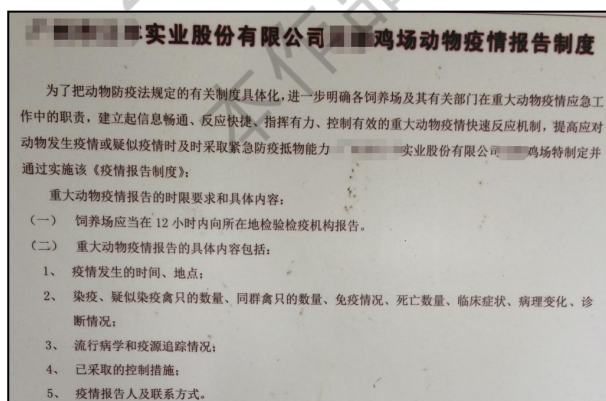 实业股份有限公司 鸡场动物疫情报告制度
为了把动物防疫法规定的有关制度具体化，进一步明确各饲养场及其有关部门在重大动物疫情应急工
作中的职责，建立起信息畅通、反应快捷、指挥有力、控制有效的重大动物疫情快速反应机制，提高应对
动物发生疫情或疑似疫情时及时采取紧急防疫抵物能力 实业股份有限公司 鸡场特制定并
通过实施该《疫情报告制度》：
重大动物疫情报告的时限要求和具体内容：
（一） 饲养场应当在 12 小时内向所在地检验检疫机构报告。
（二） 重大动物疫情报告的具体内容包括：
1、 疫情发生的时间、地点；
2、 染疫、疑似染疫禽只的数量、同群禽只的数量、免疫情况、死亡数量、临床症状、病理变化、诊
断情况；
3、 流行病学和疫源追踪情况；
4、 已采取的控制措施；
5、 疫情报告人及联系方式。